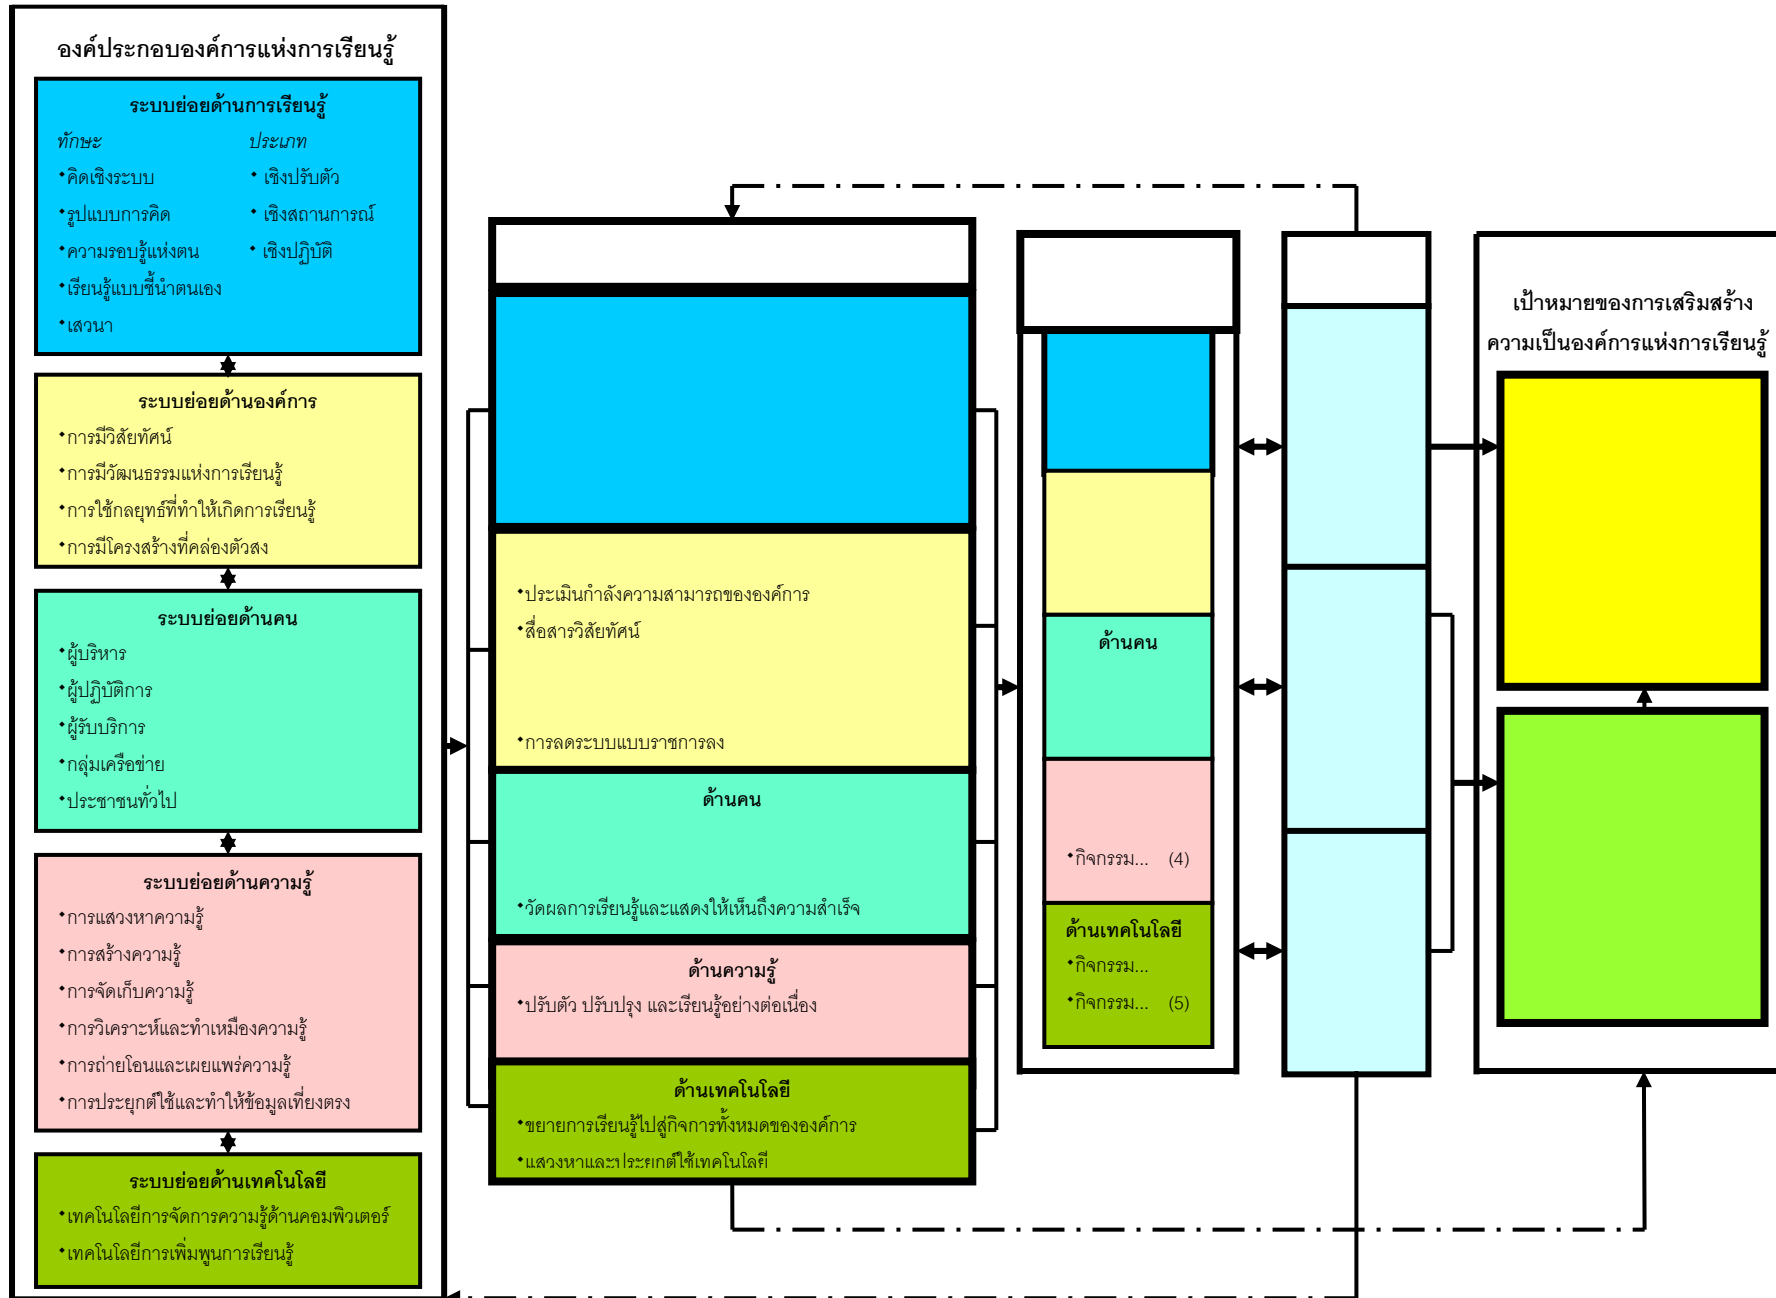 องค์ประกอบองค์การแห่งการเรียนรู้
ระบบย่อยด้านการเรียนรู้
ทักษะ ประเภท
•คิดเชิงระบบ • เชิงปรับตัว
•รูปแบบการคิด • เชิงสถานการณ์
•ความรอบรู้แห่งตน • เชิงปฏิบัติ
•เรียนรู้แบบชี้นำตนเอง
•เสวนา
ระบบย่อยด้านองค์การ
•การมีวิสัยทัศน์
•การมีวัฒนธรรมแห่งการเรียนรู้
•การใช้กลยุทธ์ที่ทำให้เกิดการเรียนรู้
•การมีโครงสร้างที่คล่องตัวสง
ระบบย่อยด้านคน
•ผู้บริหาร
•ผู้ปฏิบัติการ
•ผู้รับบริการ
•กลุ่มเครือข่าย
•ประชาชนทั่วไป
ระบบย่อยด้านความรู้
•การแสวงหาความรู้
•การสร้างความรู้
•การจัดเก็บความรู้
•การวิเคราะห์และทำเหมืองความรู้
•การถ่ายโอนและเผยแพร่ความรู้
•การประยุกต์ใช้และทำให้ข้อมูลเที่ยงตรง
ระบบย่อยด้านเทคโนโลยี
•เทคโนโลยีการจัดการความรู้ด้านคอมพิวเตอร์
•เทคโนโลยีการเพิ่มพูนการเรียนรู้
•ประเมินกำลังความสามารถขององค์การ
•สื่อสารวิสัยทัศน์
•การลดระบบแบบราชการลง
ด้านคน
•วัดผลการเรียนรู้และแสดงให้เห็นถึงความสำเร็จ
ด้านความรู้
•ปรับตัว ปรับปรุง และเรียนรู้อย่างต่อเนื่อง
ด้านเทคโนโลยี
•ขยายการเรียนรู้ไปสู่กิจการทั้งหมดขององค์การ
•แสวงหาและประยกต์ใช้เทคโนโลยี
ด้านคน
•กิจกรรม... (4)
ด้านเทคโนโลยี
•กิจกรรม...
•กิจกรรม... (5)
เป้าหมายของการเสริมสร้าง
ความเป็นองค์การแห่งการเรียนรู้